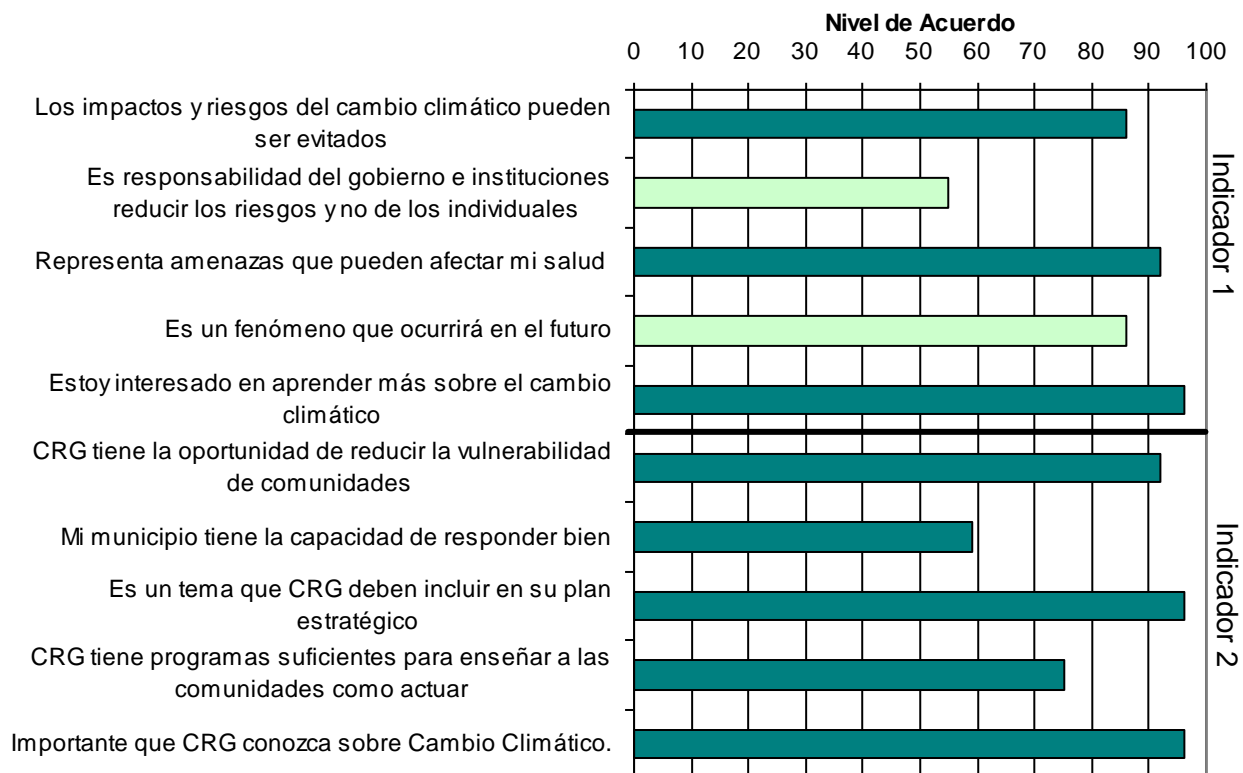 Nivel de Acuerdo
0 10 20 30 40 50 60 70 80 90 100
Los impactos y riesgos del cambio climático pueden
ser evitados
Es responsabilidad del gobierno e instituciones
reducir los riesgos y no de los individuales
Representa amenazas que pueden afectar mi salud
Es un fenómeno que ocurrirá en el futuro
Estoy interesado en aprender más sobre el cambio
climático
Indicador 1
CRG tiene la oportunidad de reducir la vulnerabilidad
de comunidades
Mi municipio tiene la capacidad de responder bien
Es un tema que CRG deben incluir en su plan
estratégico
CRG tiene programas suficientes para enseñar a las
comunidades como actuar
Importante que CRG conozca sobre Cambio Climático.
Indicador 2